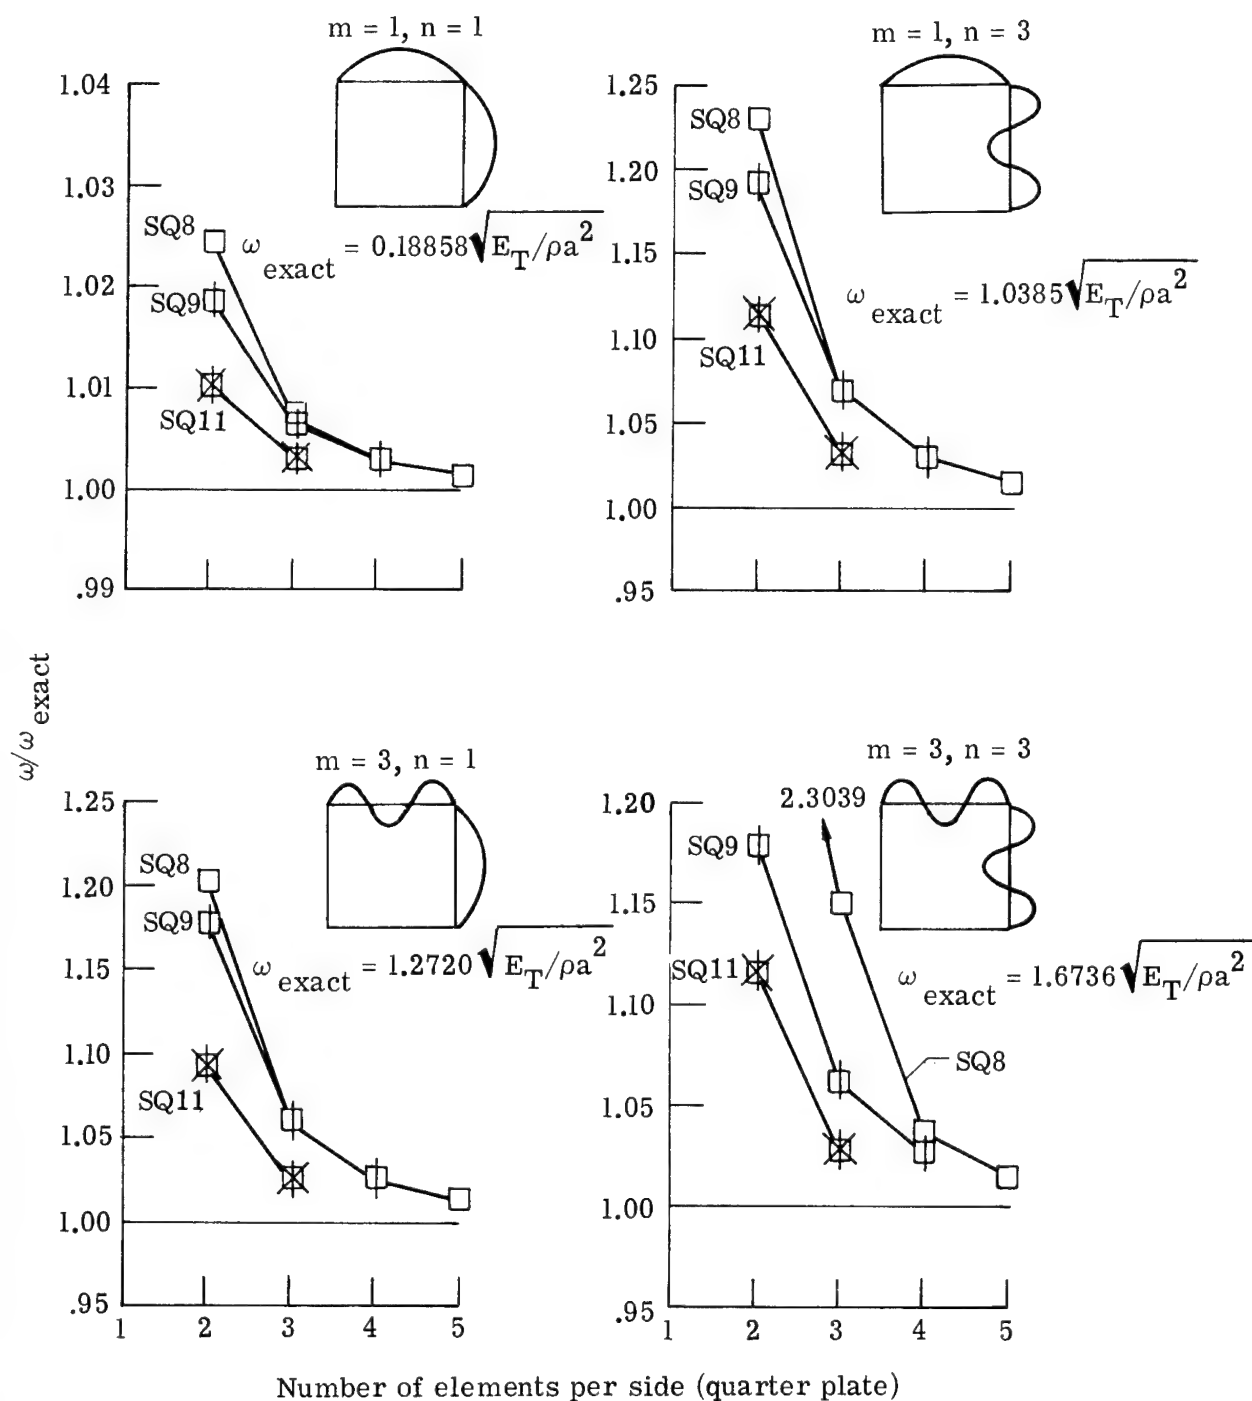 m = 1, n = 1
1.04
1.03
1.02
1.01
1.00
.99
SQ8
SQ9
SQ11
ω exact = 0.18858 √E_T/ρa²
m = 1, n = 3
1.25
1.20
1.15
1.10
1.05
1.00
.95
SQ8
SQ9
SQ11
ω exact = 1.0385 √E_T/ρa²
ω/ω exact
m = 3, n = 1
1.25
1.20
1.15
1.10
1.05
1.00
.95
SQ8
SQ9
SQ11
ω exact = 1.2720 √E_T/ρa²
1 2 3 4 5
m = 3, n = 3
2.3039
1.20
1.15
1.10
1.05
1.00
.95
SQ9
SQ11
ω exact = 1.6736 √E_T/ρa²
SQ8
1 2 3 4 5
Number of elements per side (quarter plate)